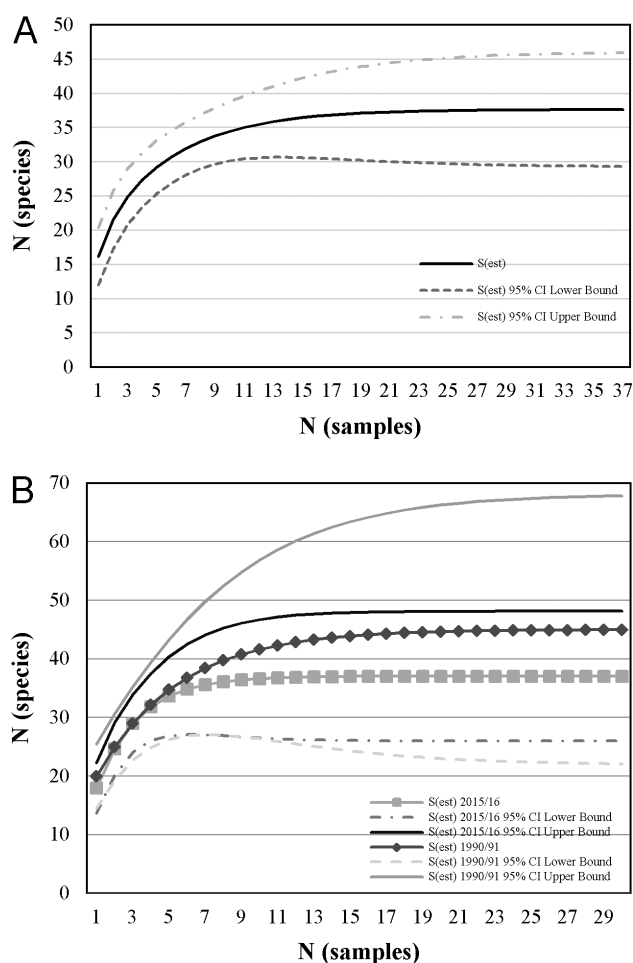 A
50
45
40
35
30
25
20
15
10
5
0
N (species)
S(est)
S(est) 95% CI Lower Bound
S(est) 95% CI Upper Bound
1 3 5 7 9 11 13 15 17 19 21 23 25 27 29 31 33 35 37
N (samples)
B
70
60
50
40
30
20
10
0
N (species)
S(est) 2015/16
S(est) 2015/16 95% CI Lower Bound
S(est) 2015/16 95% CI Upper Bound
S(est) 1990/91
S(est) 1990/91 95% CI Lower Bound
S(est) 1990/91 95% CI Upper Bound
1 3 5 7 9 11 13 15 17 19 21 23 25 27 29
N (samples)